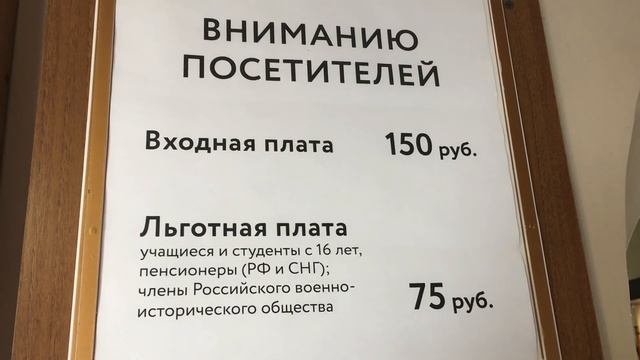 ВНИМАНИЮ
ПОСЕТИТЕЛЕЙ
Входная плата 150 руб.
Льготная плата
учащиеся и студенты с 16 лет,
пенсионеры (РФ и СНГ);
члены Российского военно-
исторического общества 75 руб.